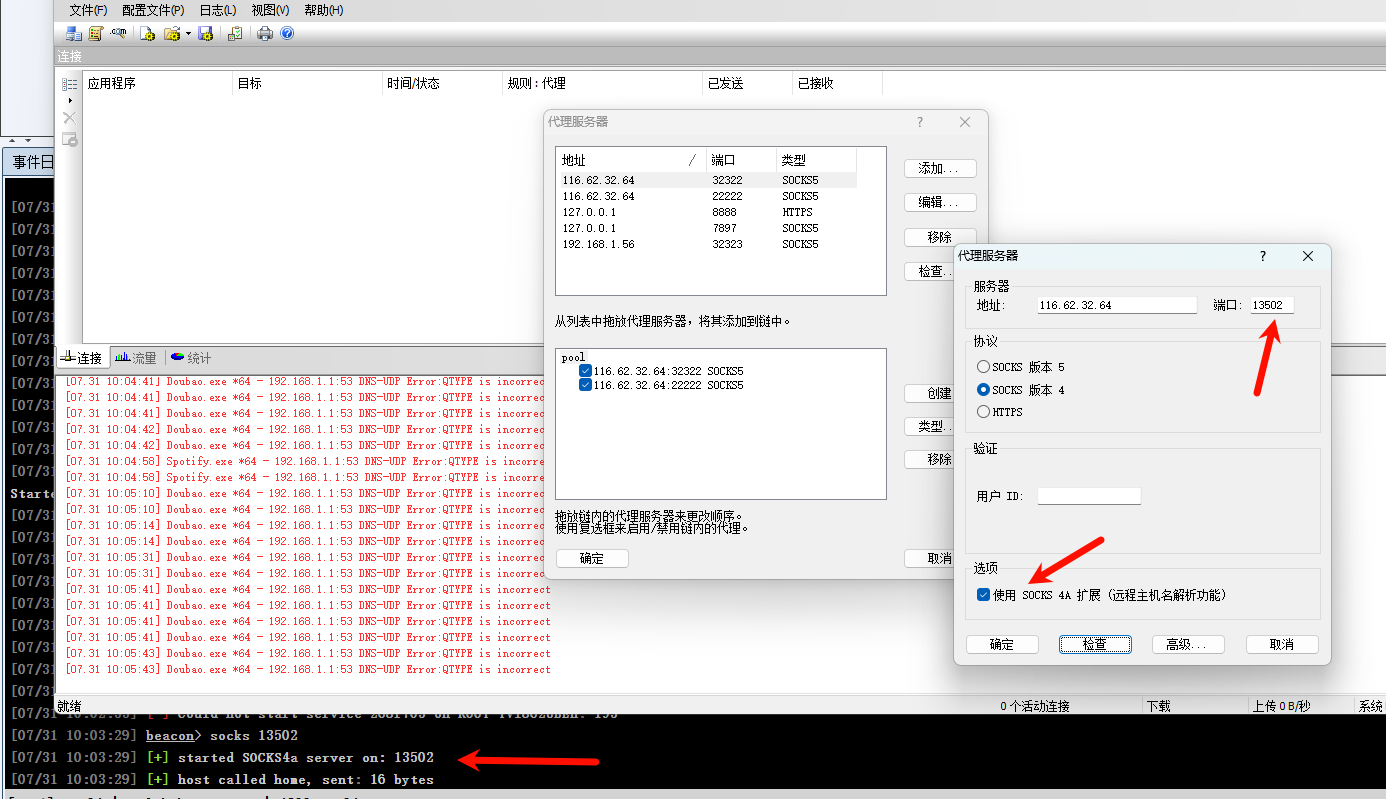 文件(F) 配置文件(P) 日志(L) 视图(V) 帮助(H)
连接
应用程序 目标 时间/状态 规则 : 代理 已发送 已接收
代理服务器 ?
地址 / 端口 类型
116.62.32.64 32322 SOCKS5
116.62.32.64 22222 SOCKS5
127.0.0.1 8888 HTTPS
127.0.0.1 7897 SOCKS5
192.168.1.56 32323 SOCKS5
添加...
编辑...
移除
检查..
从列表中拖放代理服务器，将其添加到链中。
pool
116.62.32.64:32322 SOCKS5
116.62.32.64:22222 SOCKS5
创建
类型..
移除
拖放链内的代理服务器来更改顺序。
使用复选框来启用/禁用链内的代理。
确定 取消
代理服务器 ?
服务器
地址: 116.62.32.64 端口: 13502
协议
SOCKS 版本 5
SOCKS 版本 4
HTTPS
验证
用户 ID:
选项
使用 SOCKS 4A 扩展 (远程主机名解析功能)
确定 检查 高级... 取消
连接 流量 统计
[07.31 10:04:41] Doubao.exe *64 - 192.168.1.1:53 DNS-UDP Error:QTYPE is incorrec
[07.31 10:04:41] Doubao.exe *64 - 192.168.1.1:53 DNS-UDP Error:QTYPE is incorrec
[07.31 10:04:41] Doubao.exe *64 - 192.168.1.1:53 DNS-UDP Error:QTYPE is incorrec
[07.31 10:04:42] Doubao.exe *64 - 192.168.1.1:53 DNS-UDP Error:QTYPE is incorrec
[07.31 10:04:42] Doubao.exe *64 - 192.168.1.1:53 DNS-UDP Error:QTYPE is incorrec
[07.31 10:04:58] Spotify.exe *64 - 192.168.1.1:53 DNS-UDP Error:QTYPE is incorre
[07.31 10:04:58] Spotify.exe *64 - 192.168.1.1:53 DNS-UDP Error:QTYPE is incorre
[07.31 10:05:10] Doubao.exe *64 - 192.168.1.1:53 DNS-UDP Error:QTYPE is incorrec
[07.31 10:05:10] Doubao.exe *64 - 192.168.1.1:53 DNS-UDP Error:QTYPE is incorrec
[07.31 10:05:14] Doubao.exe *64 - 192.168.1.1:53 DNS-UDP Error:QTYPE is incorrec
[07.31 10:05:14] Doubao.exe *64 - 192.168.1.1:53 DNS-UDP Error:QTYPE is incorrec
[07.31 10:05:31] Doubao.exe *64 - 192.168.1.1:53 DNS-UDP Error:QTYPE is incorrec
[07.31 10:05:31] Doubao.exe *64 - 192.168.1.1:53 DNS-UDP Error:QTYPE is incorrec
[07.31 10:05:41] Doubao.exe *64 - 192.168.1.1:53 DNS-UDP Error:QTYPE is incorrect
[07.31 10:05:41] Doubao.exe *64 - 192.168.1.1:53 DNS-UDP Error:QTYPE is incorrect
[07.31 10:05:41] Doubao.exe *64 - 192.168.1.1:53 DNS-UDP Error:QTYPE is incorrect
[07.31 10:05:41] Doubao.exe *64 - 192.168.1.1:53 DNS-UDP Error:QTYPE is incorrect
[07.31 10:05:43] Doubao.exe *64 - 192.168.1.1:53 DNS-UDP Error:QTYPE is incorrect
[07.31 10:05:43] Doubao.exe *64 - 192.168.1.1:53 DNS-UDP Error:QTYPE is incorrect
就绪 0 个活动连接 下载 上传 0 B/秒 系统
事件日
[07/31
[07/31
[07/31
[07/31
[07/31
[07/31
[07/31
[07/31
[07/31
[07/31
[07/31
[07/31
[07/31
Starte
[07/31
[07/31
[07/31
[07/31
[07/31
[07/31
[07/31
[07/31
[07/31
[07/31 10:03:29] beacon> socks 13502
[07/31 10:03:29] [+] started SOCKS4a server on: 13502
[07/31 10:03:29] [+] host called home, sent: 16 bytes